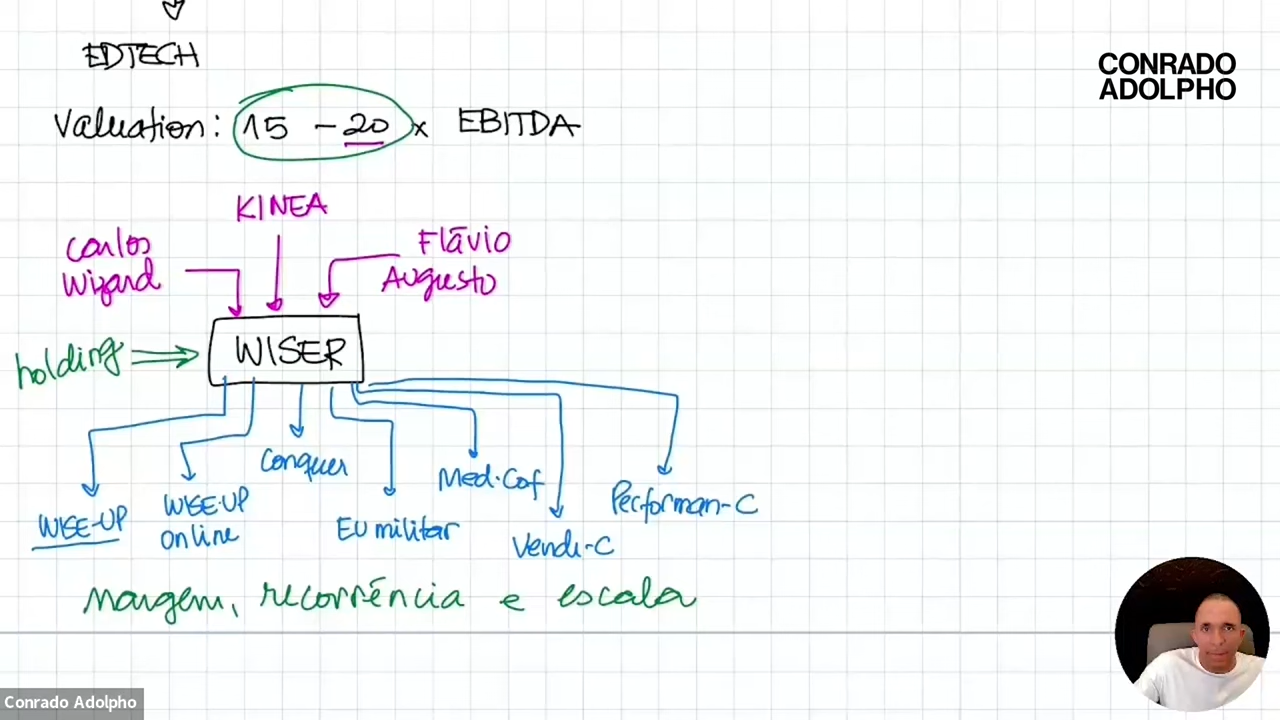 EDTECH
CONRADO
ADOLPHO
Valuation: 15 - 20 x EBITDA
KINEA
Carlos
Wizard
Flávio
Augusto
holding
WISER
WISE-UP
WISE-UP
online
Conquer
EU militar
Med.Cof
Vende-C
Performan-C
margem, recorrência e escala
Conrado Adolpho